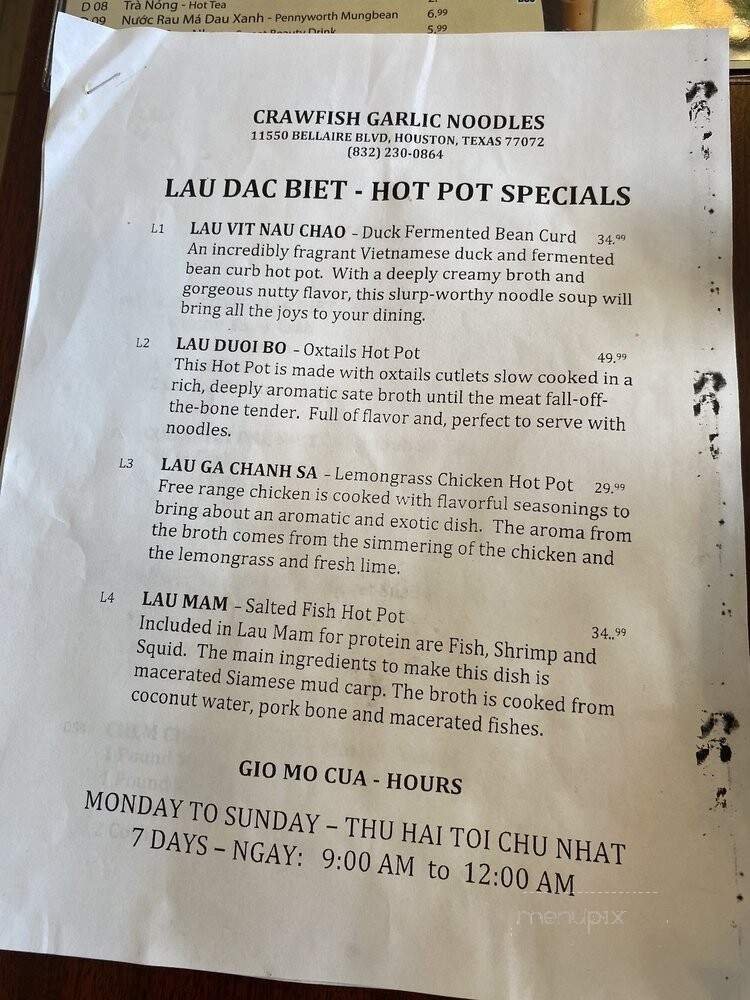 D 08 Trà Nóng - Hot Tea
D 09 Nước Rau Má Dau Xanh - Pennyworth Mungbean 6,99
Beauty Drink 5,99
CRAWFISH GARLIC NOODLES
11550 BELLAIRE BLVD, HOUSTON, TEXAS 77072
(832) 230-0864
LAU DAC BIET - HOT POT SPECIALS
L1 LAU VIT NAU CHAO - Duck Fermented Bean Curd 34.99
An incredibly fragrant Vietnamese duck and fermented
bean curb hot pot. With a deeply creamy broth and
gorgeous nutty flavor, this slurp-worthy noodle soup will
bring all the joys to your dining.
L2 LAU DUOI BO - Oxtails Hot Pot 49.99
This Hot Pot is made with oxtails cutlets slow cooked in a
rich, deeply aromatic sate broth until the meat fall-off-
the-bone tender. Full of flavor and, perfect to serve with
noodles.
L3 LAU GA CHANH SA - Lemongrass Chicken Hot Pot 29.99
Free range chicken is cooked with flavorful seasonings to
bring about an aromatic and exotic dish. The aroma from
the broth comes from the simmering of the chicken and
the lemongrass and fresh lime.
L4 LAU MAM - Salted Fish Hot Pot 34..99
Included in Lau Mam for protein are Fish, Shrimp and
Squid. The main ingredients to make this dish is
macerated Siamese mud carp. The broth is cooked from
coconut water, pork bone and macerated fishes.
GIO MO CUA - HOURS
MONDAY TO SUNDAY – THU HAI TOI CHU NHAT
7 DAYS – NGAY: 9:00 AM to 12:00 AM
menupix